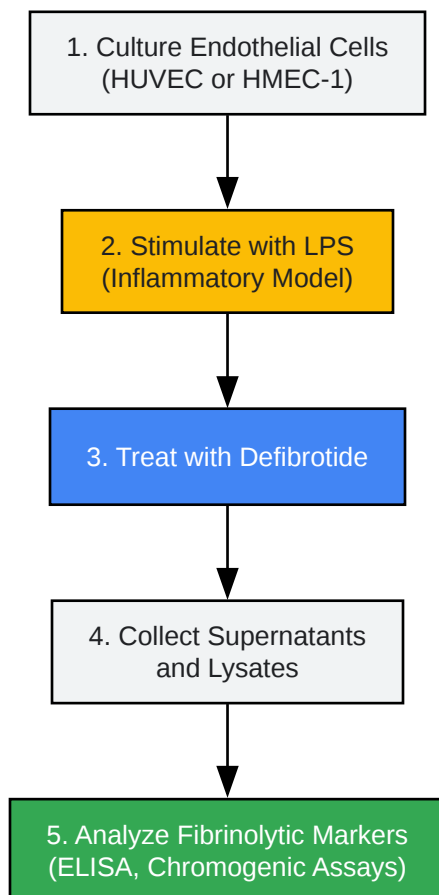 1. Culture Endothelial Cells
(HUVEC or HMEC-1)
2. Stimulate with LPS
(Inflammatory Model)
3. Treat with Defibrotide
4. Collect Supernatants
and Lysates
5. Analyze Fibrinolytic Markers
(ELISA, Chromogenic Assays)